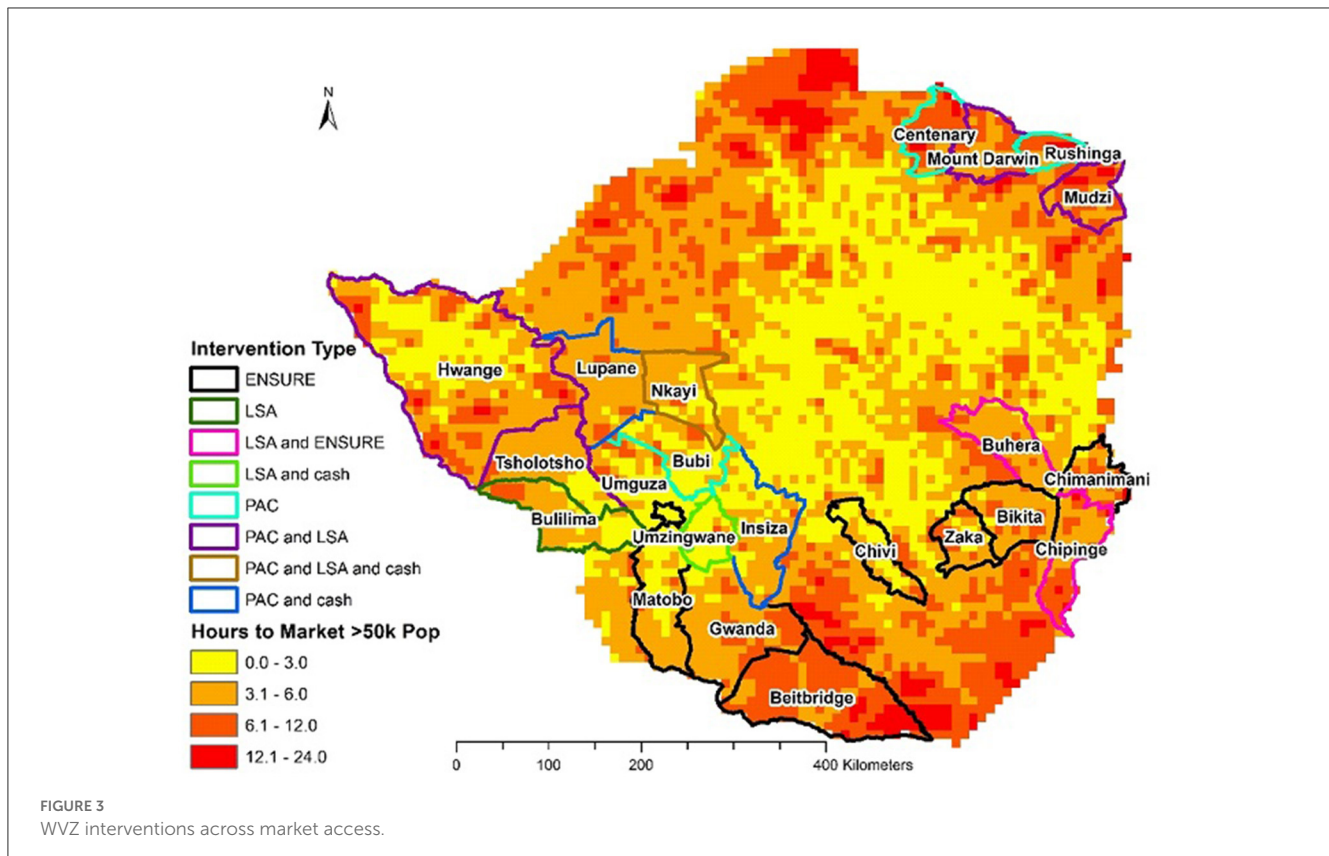 N
Centenary
Mount Darwin
Rushinga
Mudzi
Hwange
Lupane
Nkayi
Tsholotsho
Bubi
Umguza
Bulilima
Umzingwane
Insiza
Matobo
Gwanda
Beitbridge
Chivi
Zaka
Bikita
Buhera
Chimanimani
Chipinge
Intervention Type
ENSURE
LSA
LSA and ENSURE
LSA and cash
PAC
PAC and LSA
PAC and LSA and cash
PAC and cash
Hours to Market >50k Pop
0.0 - 3.0
3.1 - 6.0
6.1 - 12.0
12.1 - 24.0
0 100 200 400 Kilometers
FIGURE 3
WVZ interventions across market access.